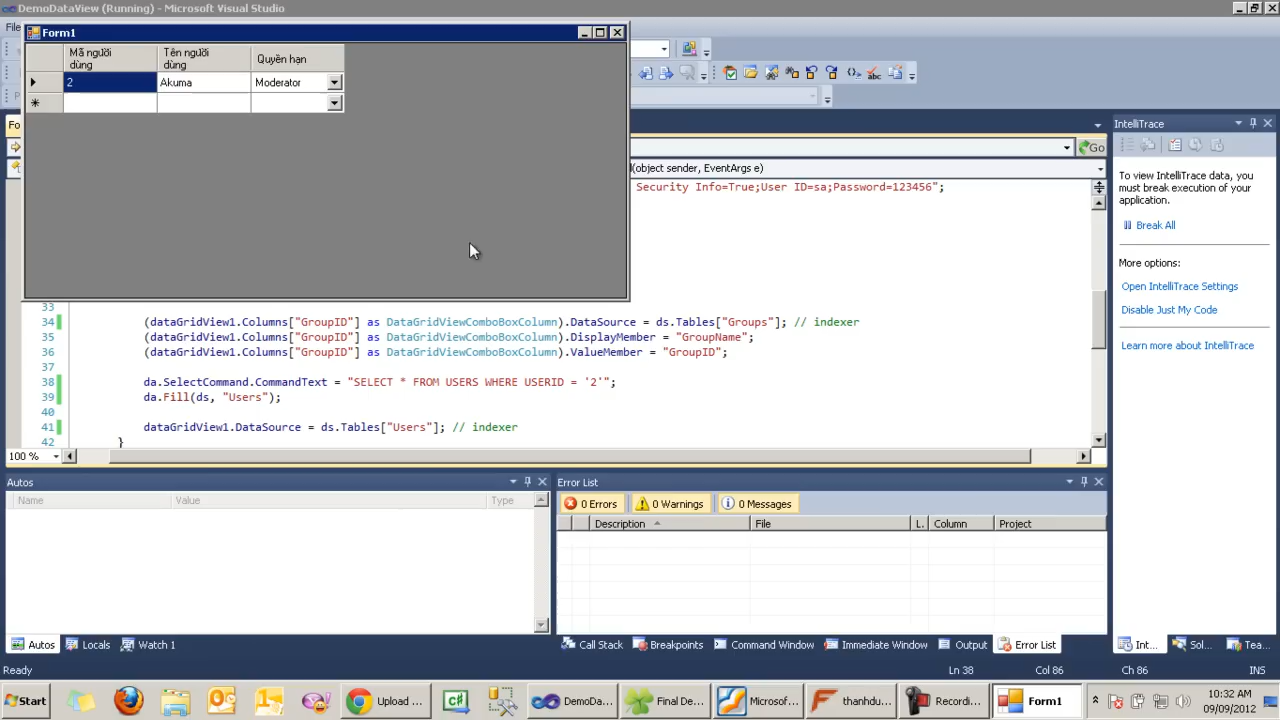 DemoDataView (Running) - Microsoft Visual Studio
File
Form1
Mã người
dùng
Tên người
dùng
Quyền hạn
2
Akuma
Moderator
Go
(object sender, EventArgs e)
Security Info=True;User ID=sa;Password=123456";
33
34 (dataGridView1.Columns["GroupID"] as DataGridViewComboBoxColumn).DataSource = ds.Tables["Groups"]; // indexer
35 (dataGridView1.Columns["GroupID"] as DataGridViewComboBoxColumn).DisplayMember = "GroupName";
36 (dataGridView1.Columns["GroupID"] as DataGridViewComboBoxColumn).ValueMember = "GroupID";
37
38 da.SelectCommand.CommandText = "SELECT * FROM USERS WHERE USERID = '2'";
39 da.Fill(ds, "Users");
40
41 dataGridView1.DataSource = ds.Tables["Users"]; // indexer
42 }
100 %
IntelliTrace
To view IntelliTrace data, you
must break execution of your
application.
Break All
More options:
Open IntelliTrace Settings
Disable Just My Code
Learn more about IntelliTrace
Autos
Name Value Type
Error List
0 Errors 0 Warnings 0 Messages
Description File L. Column Project
Autos Locals Watch 1
Call Stack Breakpoints Command Window Immediate Window Output Error List
Int... Sol... Tea...
Ready Ln 38 Col 86 Ch 86 INS
Start Upload ... DemoDa... Final De... Microsof... thanhdu... Recordi... Form1
10:32 AM
09/09/2012